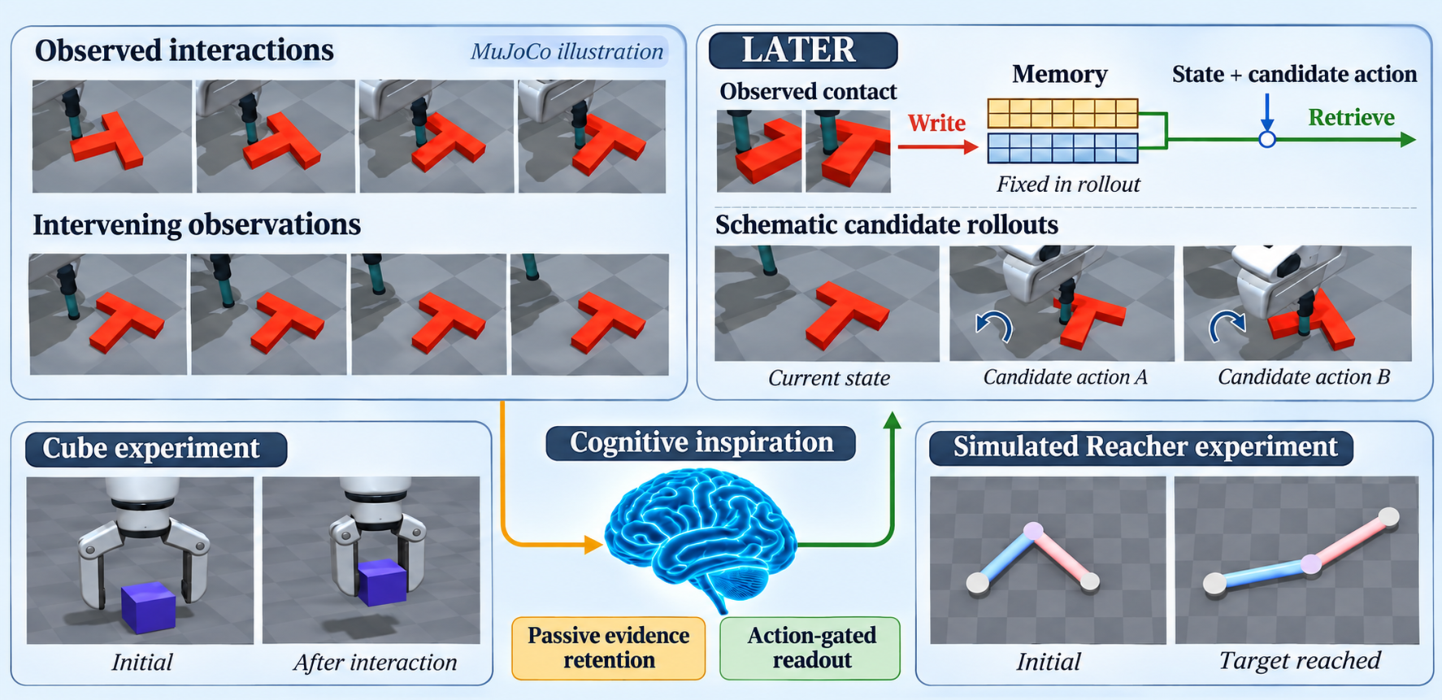 Observed interactions
MuJoCo illustration
Intervening observations
LATER
Observed contact
Write
Memory
Fixed in rollout
State + candidate action
Retrieve
Schematic candidate rollouts
Current state
Candidate action A
Candidate action B
Cube experiment
Initial
After interaction
Cognitive inspiration
Passive evidence
retention
Action-gated
readout
Simulated Reacher experiment
Initial
Target reached